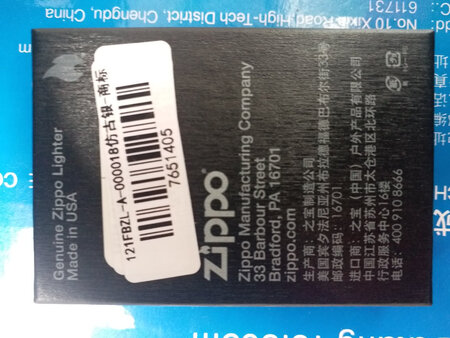 Genuine Zippo Lighter
Made in USA
121FBZL-A-000018仿古银-商标
7651405
zippo
Zippo Manufacturing Company
33 Barbour Street
Bradford, PA 16701
zippo.com
生产商：之宝制造公司
美国宾夕法尼亚州布拉德福德巴布尔街33号
邮政编码：16701
进口商：之宝（中国）户外产品有限公司
中国江苏省苏州市太仓港区北环路
行政服务中心16楼
电话：400 910 8666
No.10 Xixin
Road High-Tech District, Chengdu,
611731